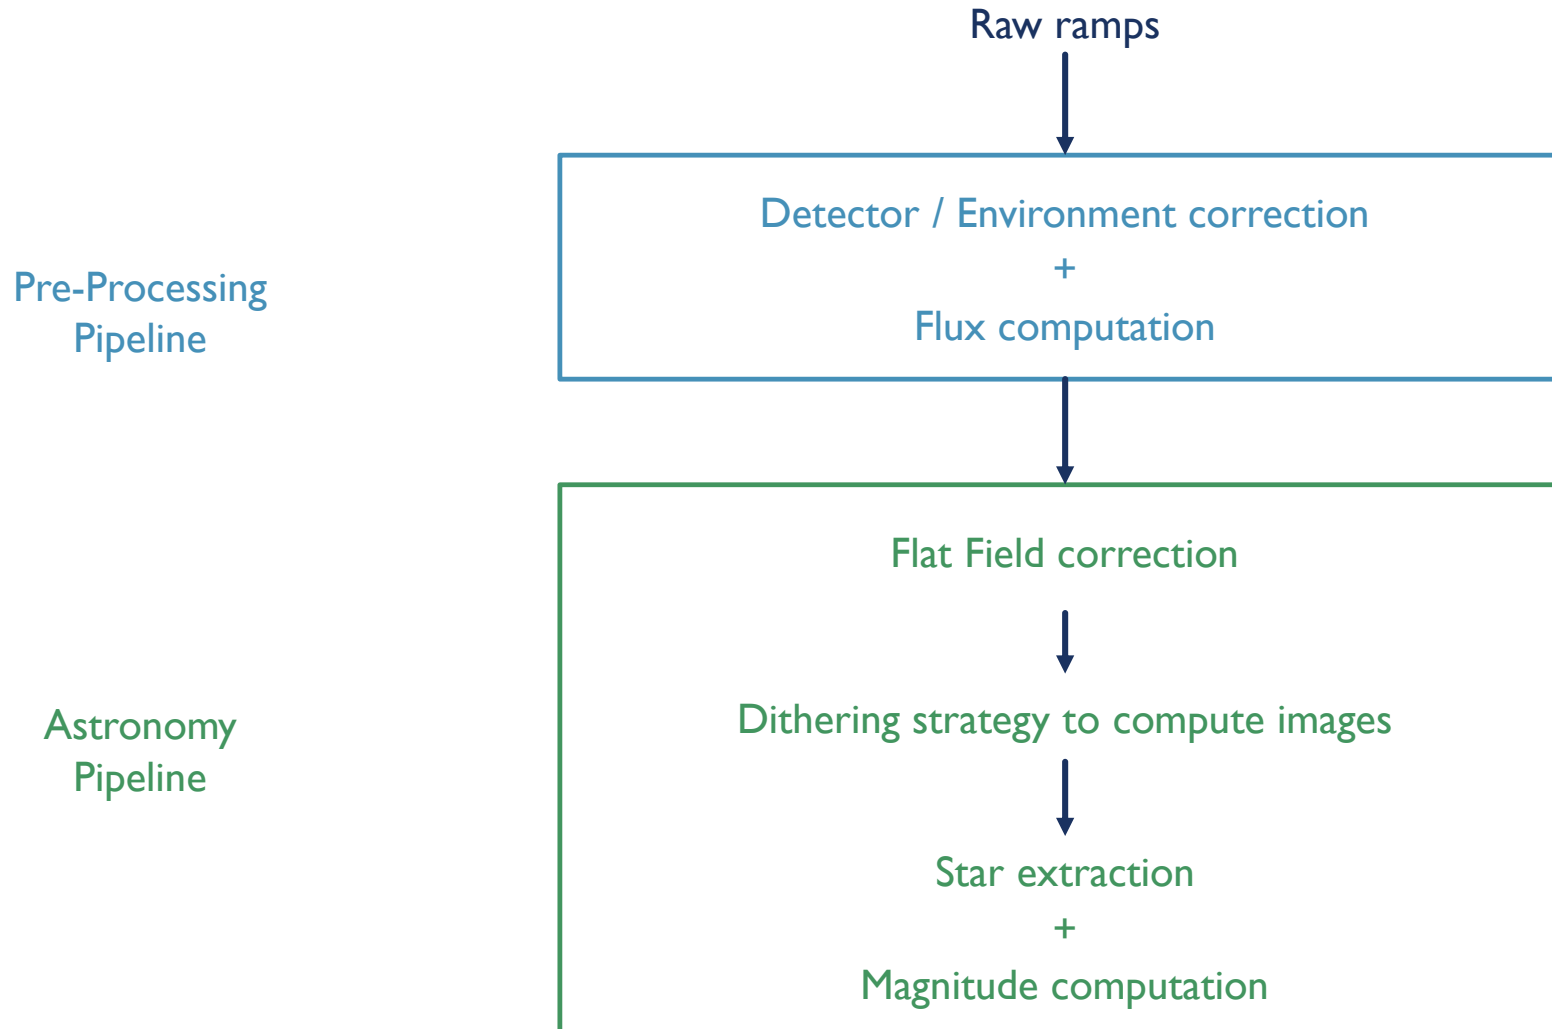 Raw ramps
Detector / Environment correction
+
Flux computation
Pre-Processing
Pipeline
Flat Field correction
Dithering strategy to compute images
Astronomy
Pipeline
Star extraction
+
Magnitude computation